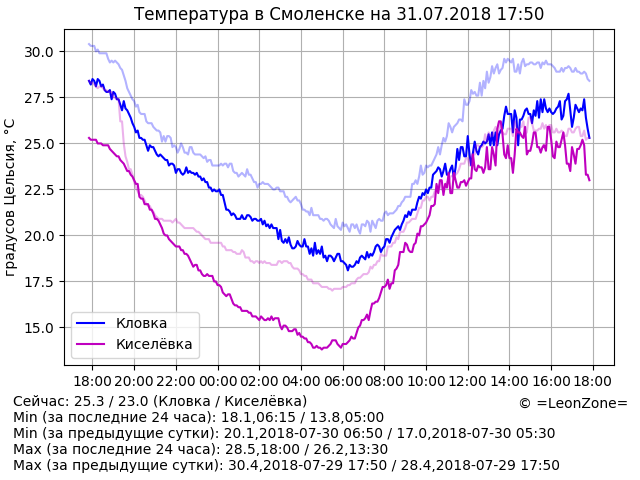 Температура в Смоленске на 31.07.2018 17:50
градусов Цельсия, °C
30.0
27.5
25.0
22.5
20.0
17.5
15.0
Кловка
Киселёвка
18:00 20:00 22:00 00:00 02:00 04:00 06:00 08:00 10:00 12:00 14:00 16:00 18:00
Сейчас: 25.3 / 23.0 (Кловка / Киселёвка)
© =LeonZone=
Min (за последние 24 часа): 18.1,06:15 / 13.8,05:00
Min (за предыдущие сутки): 20.1,2018-07-30 06:50 / 17.0,2018-07-30 05:30
Max (за последние 24 часа): 28.5,18:00 / 26.2,13:30
Max (за предыдущие сутки): 30.4,2018-07-29 17:50 / 28.4,2018-07-29 17:50